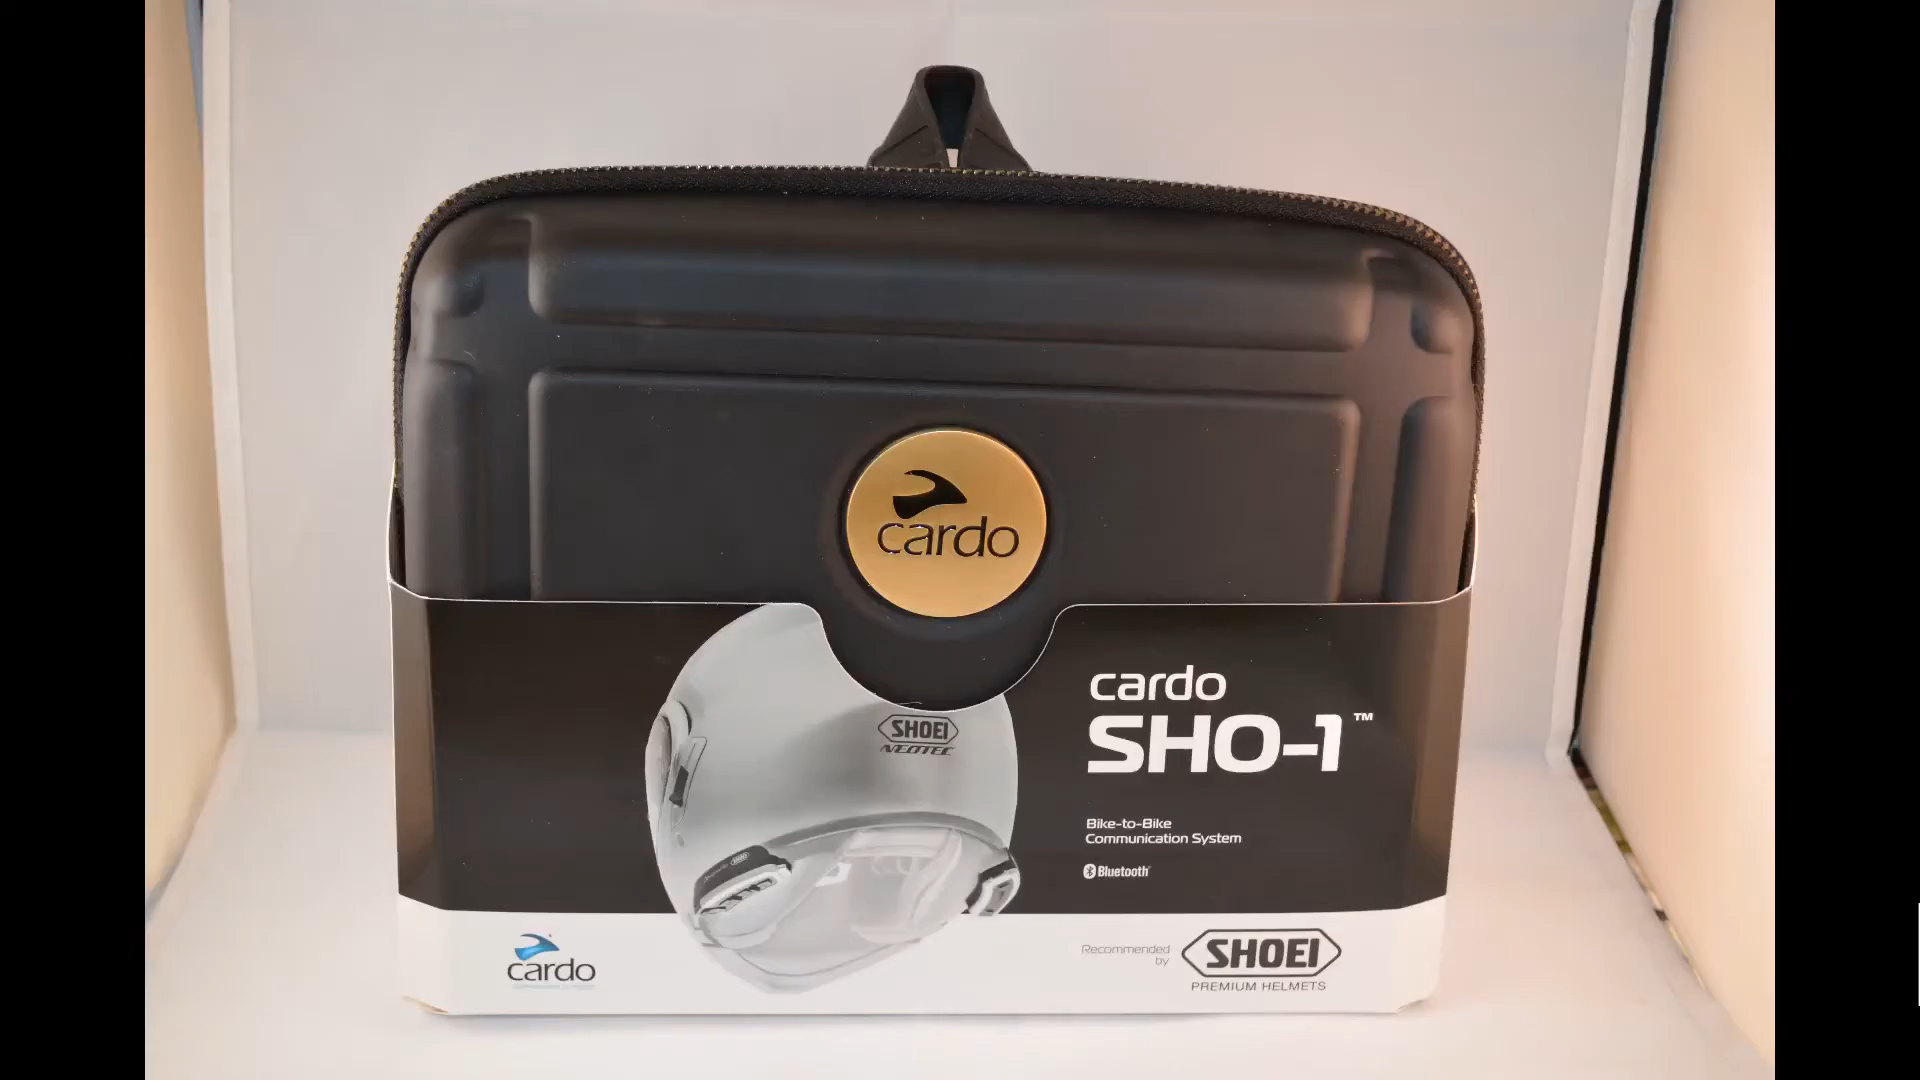 cardo
SHOEI
NEOTEC
cardo
SHO-1™
Bike-to-Bike
Communication System
Bluetooth®
cardo
Recommended
by
SHOEI
PREMIUM HELMETS